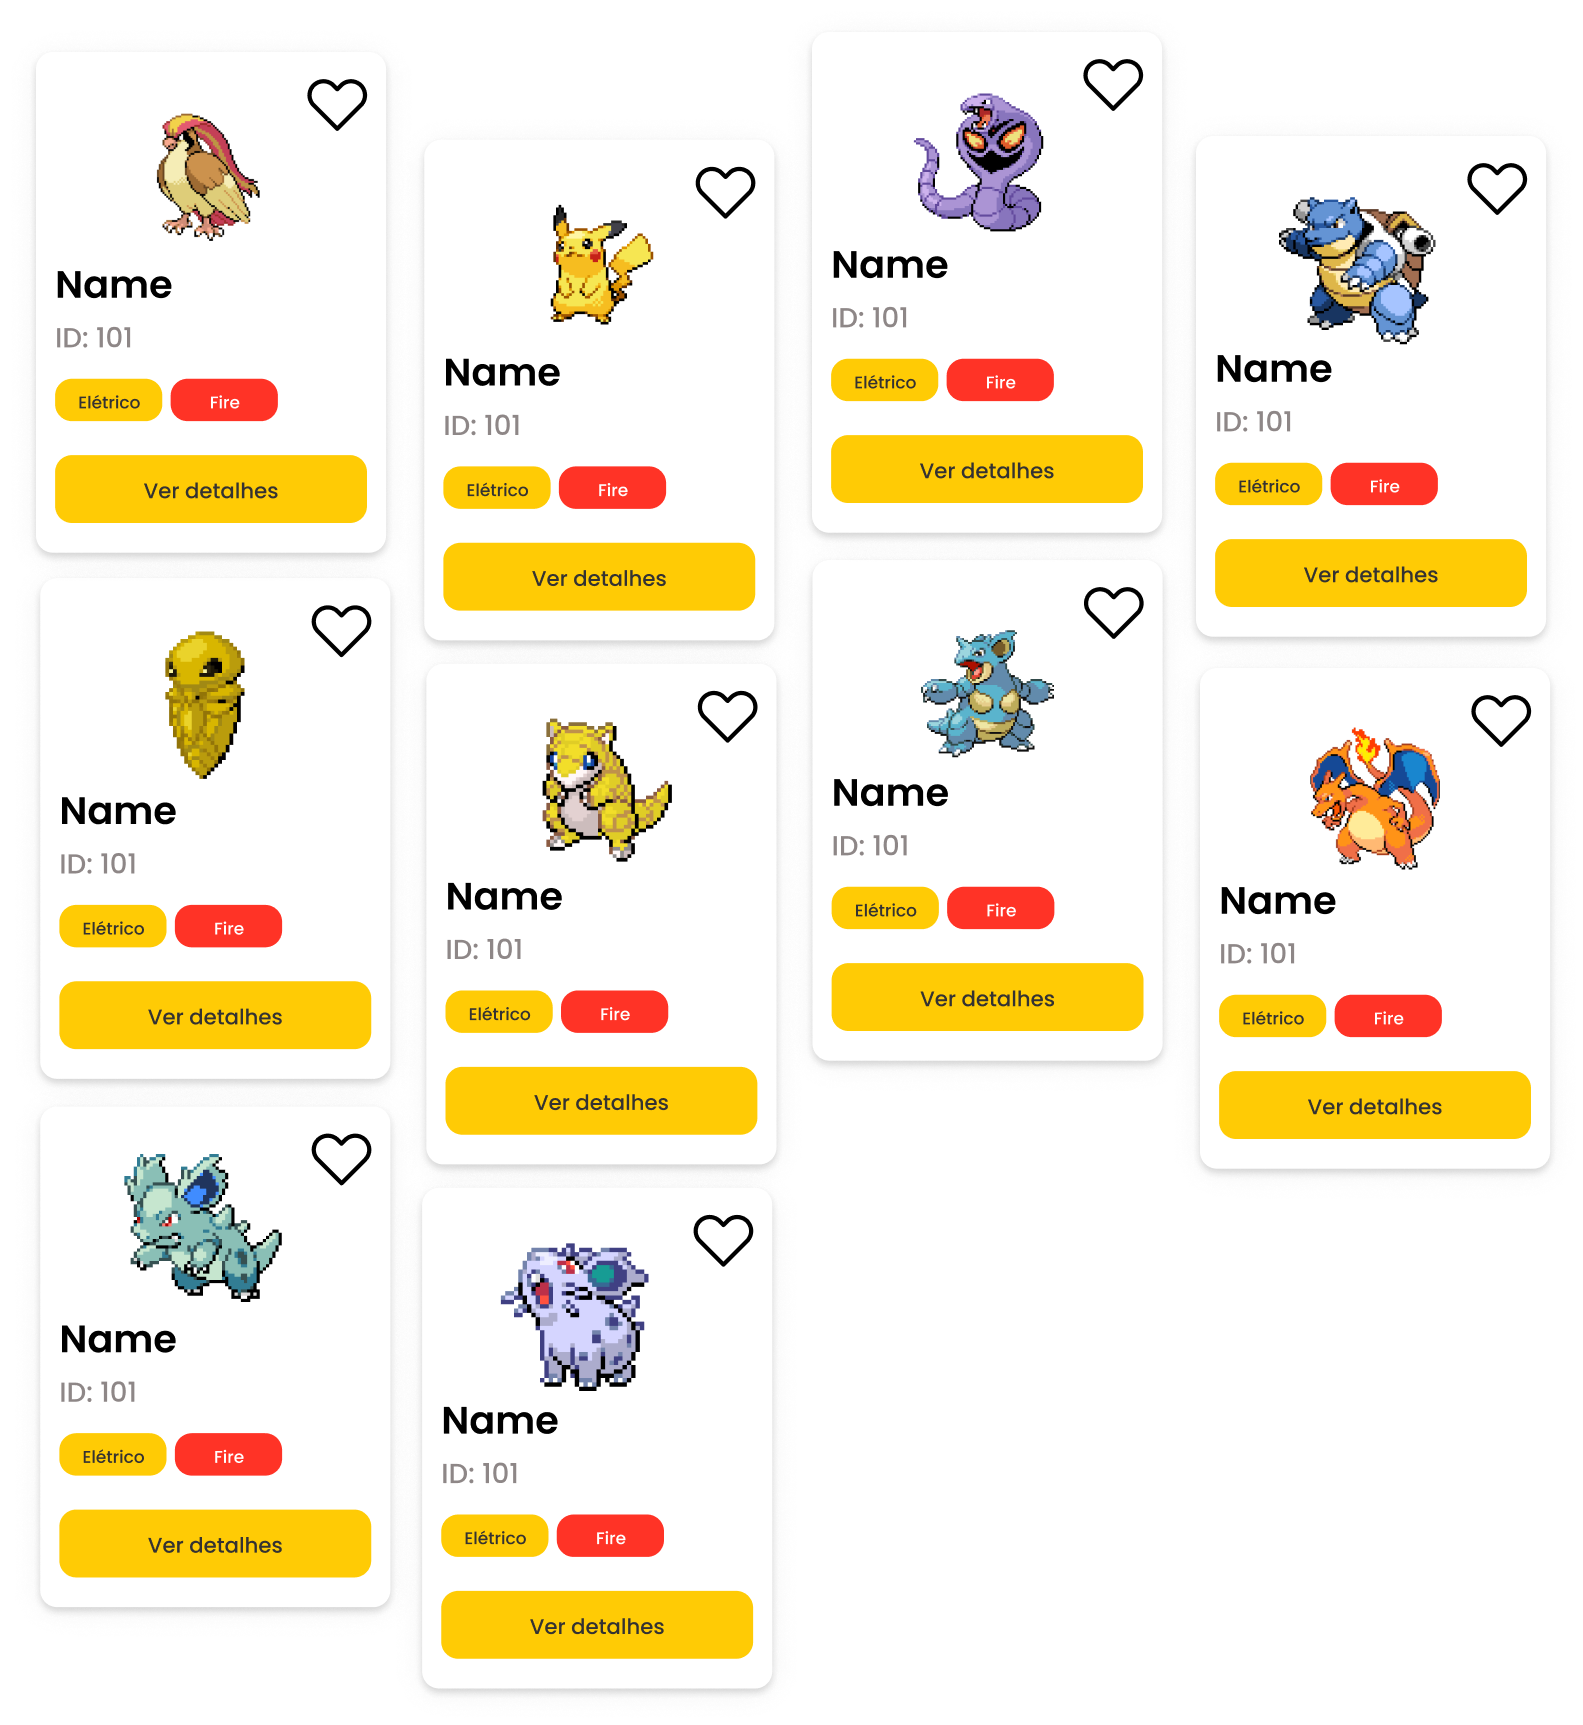 Name
ID: 101
Elétrico Fire
Ver detalhes
Name
ID: 101
Elétrico Fire
Ver detalhes
Name
ID: 101
Elétrico Fire
Ver detalhes
Name
ID: 101
Elétrico Fire
Ver detalhes
Name
ID: 101
Elétrico Fire
Ver detalhes
Name
ID: 101
Elétrico Fire
Ver detalhes
Name
ID: 101
Elétrico Fire
Ver detalhes
Name
ID: 101
Elétrico Fire
Ver detalhes
Name
ID: 101
Elétrico Fire
Ver detalhes
Name
ID: 101
Elétrico Fire
Ver detalhes